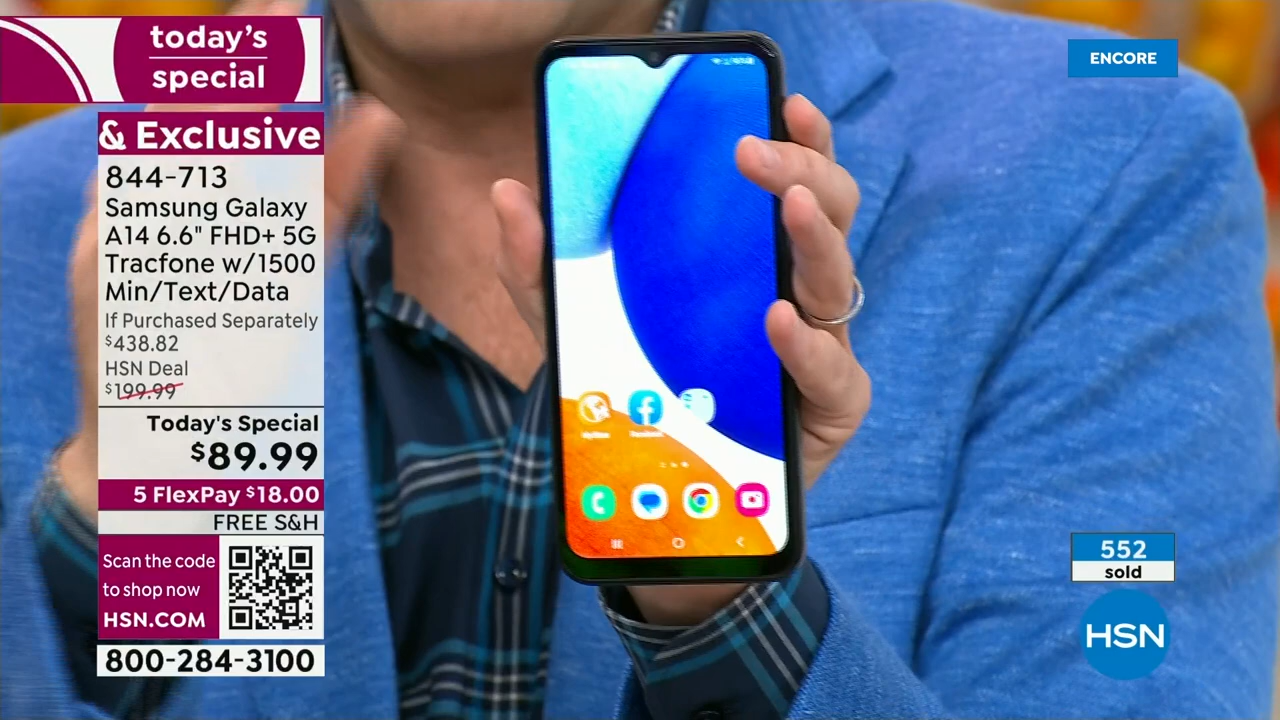 today's
special
& Exclusive
844-713
Samsung Galaxy
A14 6.6" FHD+ 5G
Tracfone w/1500
Min/Text/Data
If Purchased Separately
$438.82
HSN Deal
$199.99
Today's Special
$89.99
5 FlexPay $18.00
FREE S&H
Scan the code
to shop now
HSN.COM
800-284-3100
ENCORE
552
sold
HSN